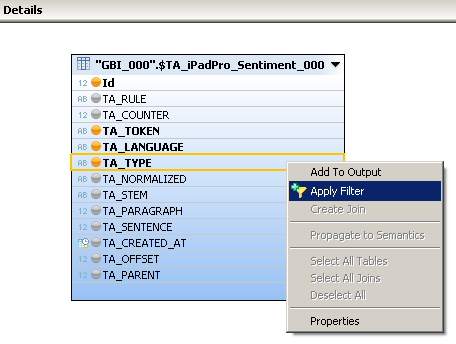 Details
"GBI_000".$TA_iPadPro_Sentiment_000
12 Id
AB TA_RULE
12 TA_COUNTER
AB TA_TOKEN
AB TA_LANGUAGE
AB TA_TYPE
AB TA_NORMALIZED
AB TA_STEM
12 TA_PARAGRAPH
12 TA_SENTENCE
TA_CREATED_AT
12 TA_OFFSET
12 TA_PARENT
Add To Output
Apply Filter
Create Join
Propagate to Semantics
Select All Tables
Select All Joins
Deselect All
Properties